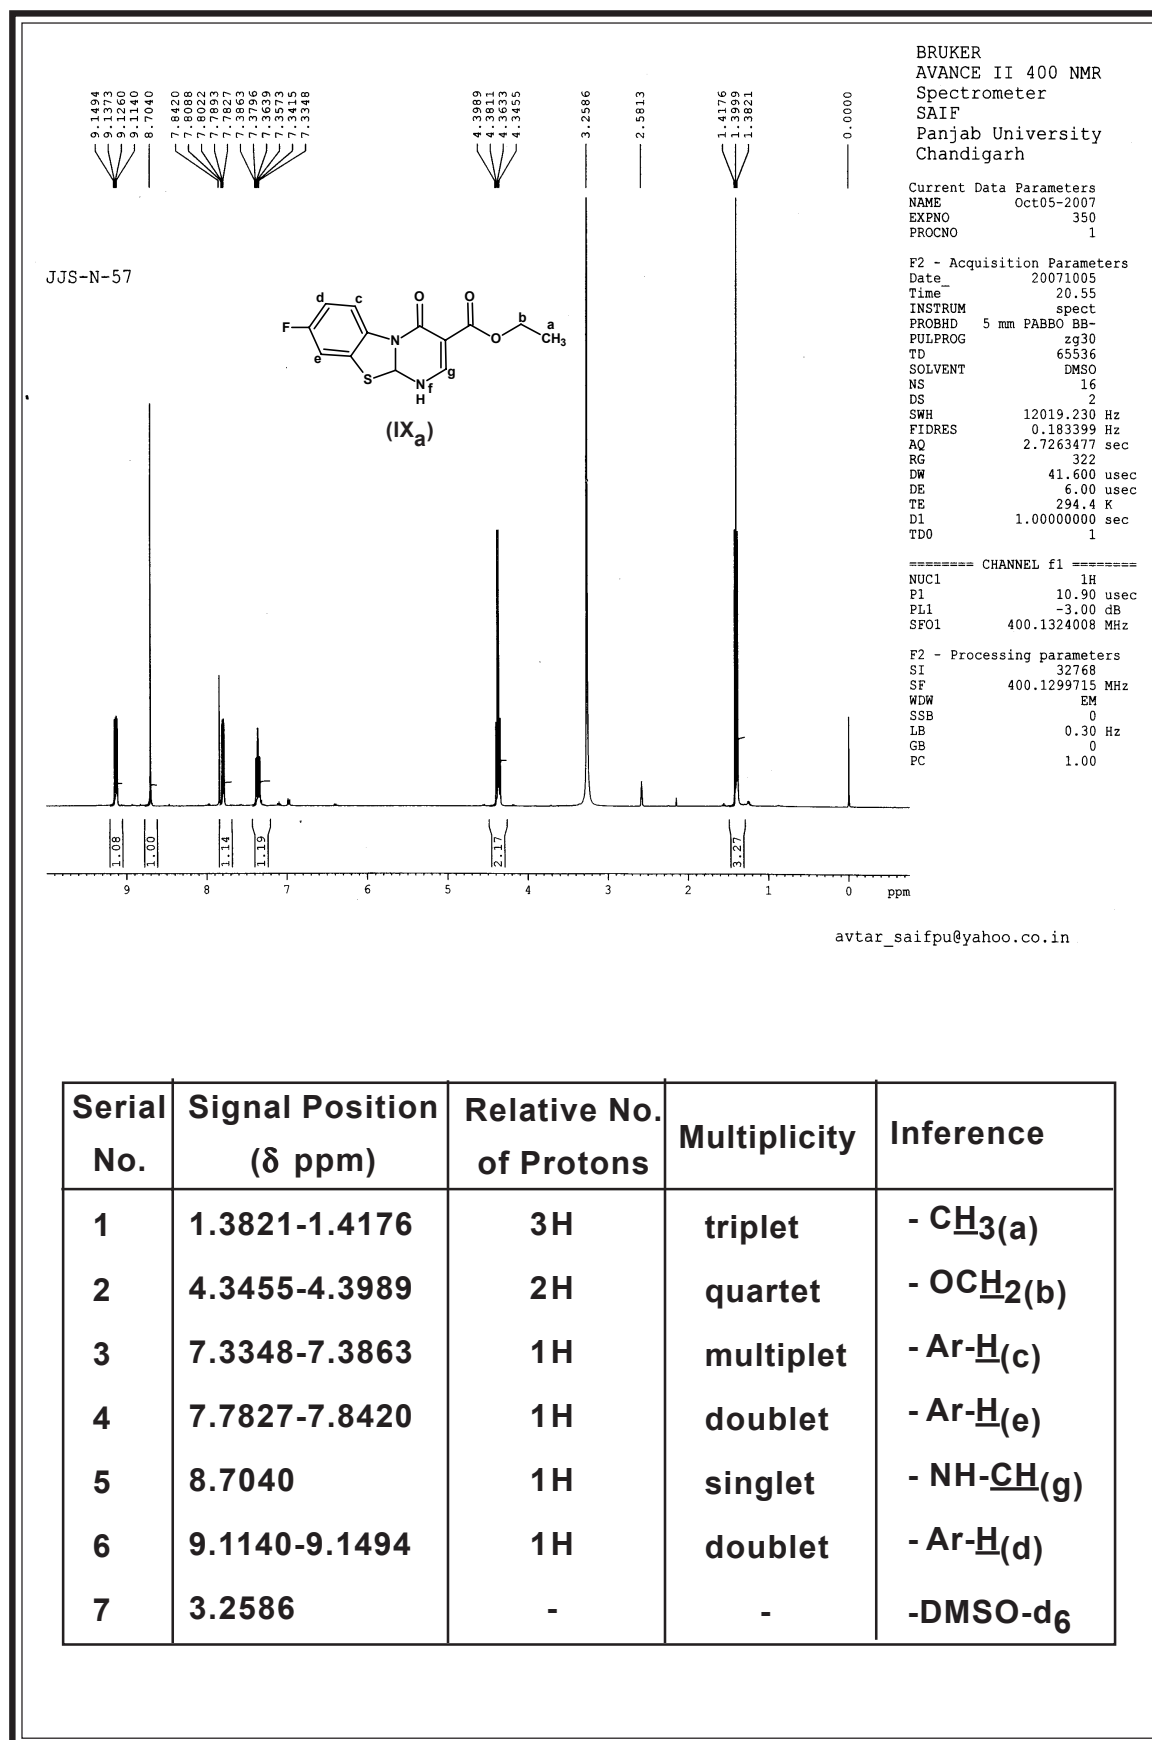 BRUKER
AVANCE II 400 NMR
Spectrometer
SAIF
Panjab University
Chandigarh
9.1494
9.1373
9.1260
9.1140
8.7040
7.8420
7.8088
7.8022
7.7893
7.7827
7.3863
7.3796
7.3639
7.3573
7.3415
7.3348
4.3989
4.3811
4.3633
4.3455
3.2586
2.5813
1.4176
1.3999
1.3821
0.0000
Current Data Parameters
NAME Oct05-2007
EXPNO 350
PROCNO 1
F2 - Acquisition Parameters
Date_ 20071005
Time 20.55
INSTRUM spect
PROBHD 5 mm PABBO BB-
PULPROG zg30
TD 65536
SOLVENT DMSO
NS 16
DS 2
SWH 12019.230 Hz
FIDRES 0.183399 Hz
AQ 2.7263477 sec
RG 322
DW 41.600 usec
DE 6.00 usec
TE 294.4 K
D1 1.00000000 sec
TD0 1
======== CHANNEL f1 ========
NUC1 1H
P1 10.90 usec
PL1 -3.00 dB
SFO1 400.1324008 MHz
F2 - Processing parameters
SI 32768
SF 400.1299715 MHz
WDW EM
SSB 0
LB 0.30 Hz
GB 0
PC 1.00
JJS-N-57
d c O O
F N b a
O CH3
e g
S N f
H
(IXa)
1.08 1.00 1.14 1.19 2.17 3.27
9 8 7 6 5 4 3 2 1 0 ppm
avtar_saifpu@yahoo.co.in
Serial No. Signal Position (δ ppm) Relative No. of Protons Multiplicity Inference
1 1.3821-1.4176 3H triplet - CH3(a)
2 4.3455-4.3989 2H quartet - OCH2(b)
3 7.3348-7.3863 1H multiplet - Ar-H(c)
4 7.7827-7.8420 1H doublet - Ar-H(e)
5 8.7040 1H singlet - NH-CH(g)
6 9.1140-9.1494 1H doublet - Ar-H(d)
7 3.2586 - - -DMSO-d6